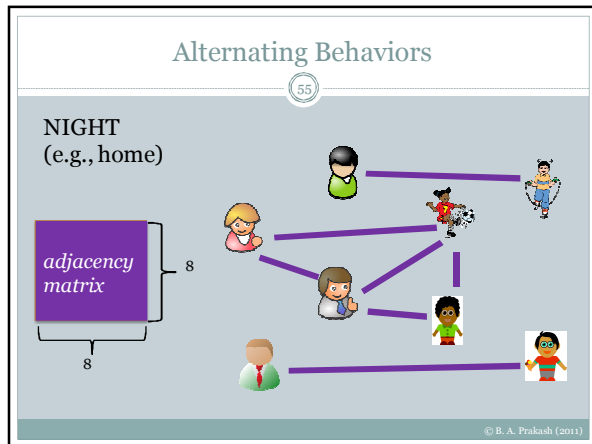 Alternating Behaviors
55
NIGHT
(e.g., home)
adjacency
matrix
8
8
© B. A. Prakash (2011)